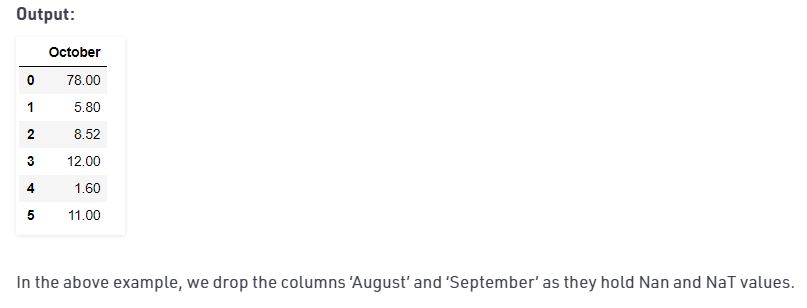 Output:
October
0 78.00
1 5.80
2 8.52
3 12.00
4 1.60
5 11.00
In the above example, we drop the columns 'August' and 'September' as they hold Nan and NaT values.